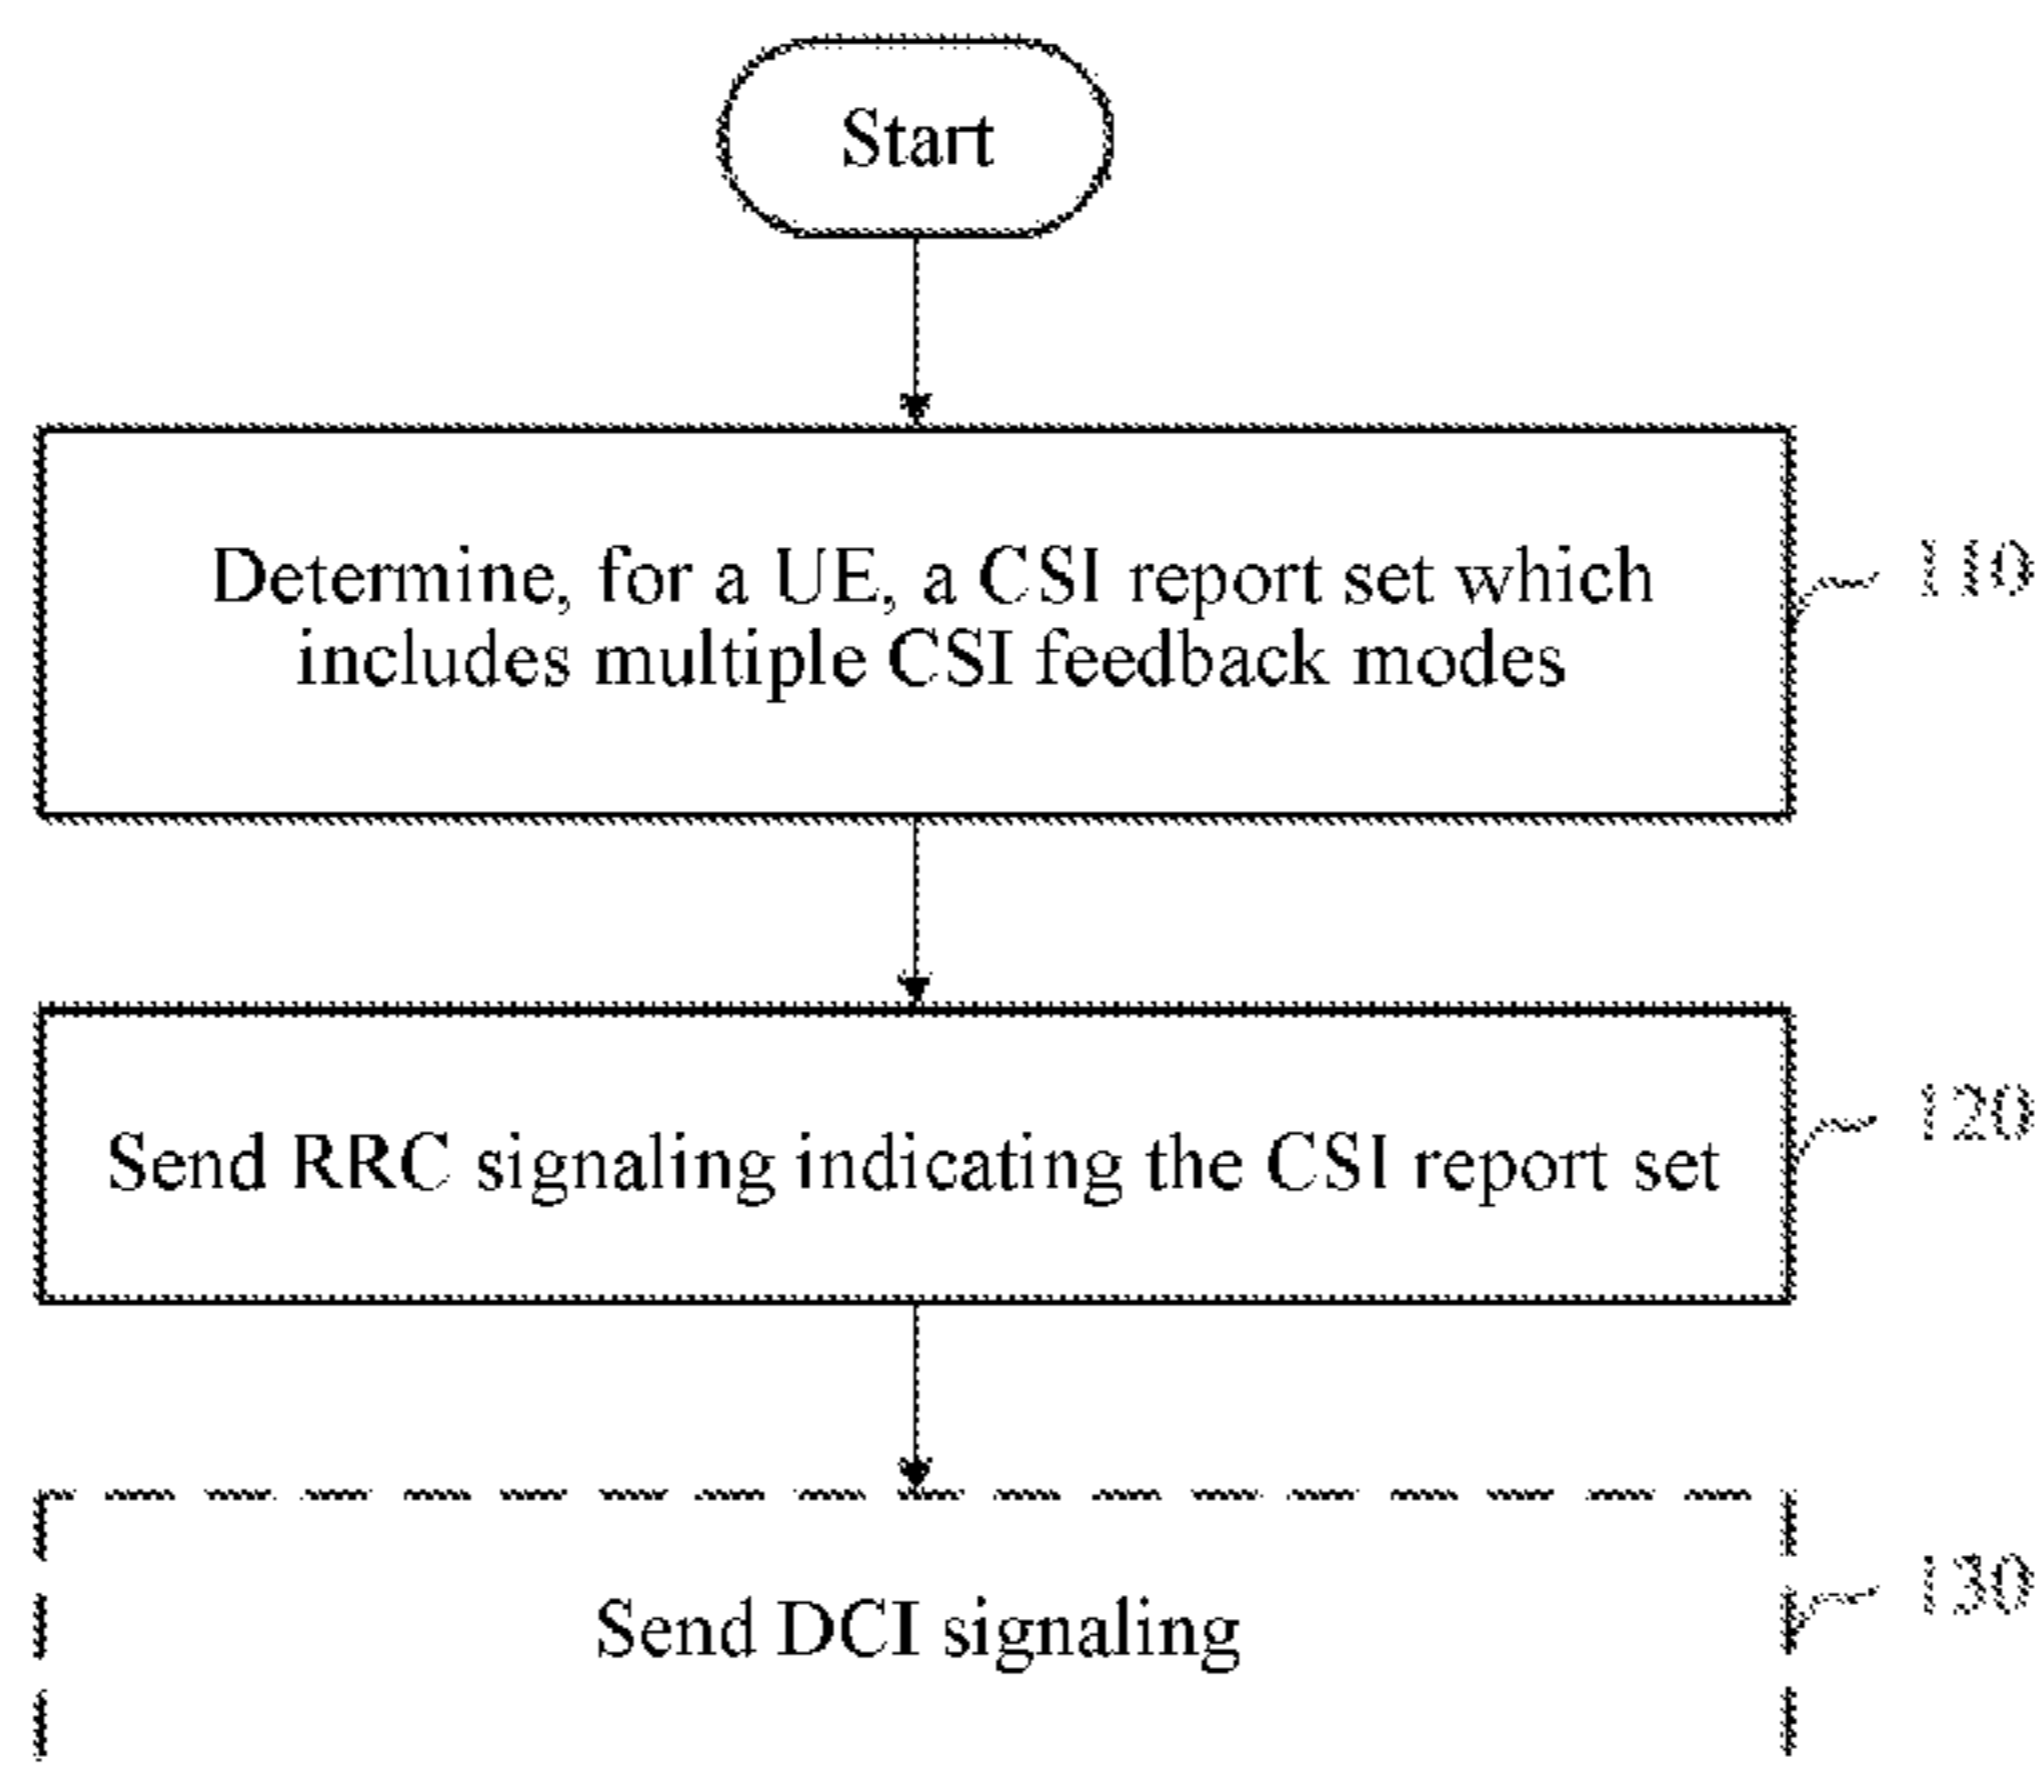 Start
Determine, for a UE, a CSI report set which
includes multiple CSI feedback modes
110
Send RRC signaling indicating the CSI report set
120
Send DCI signaling
130